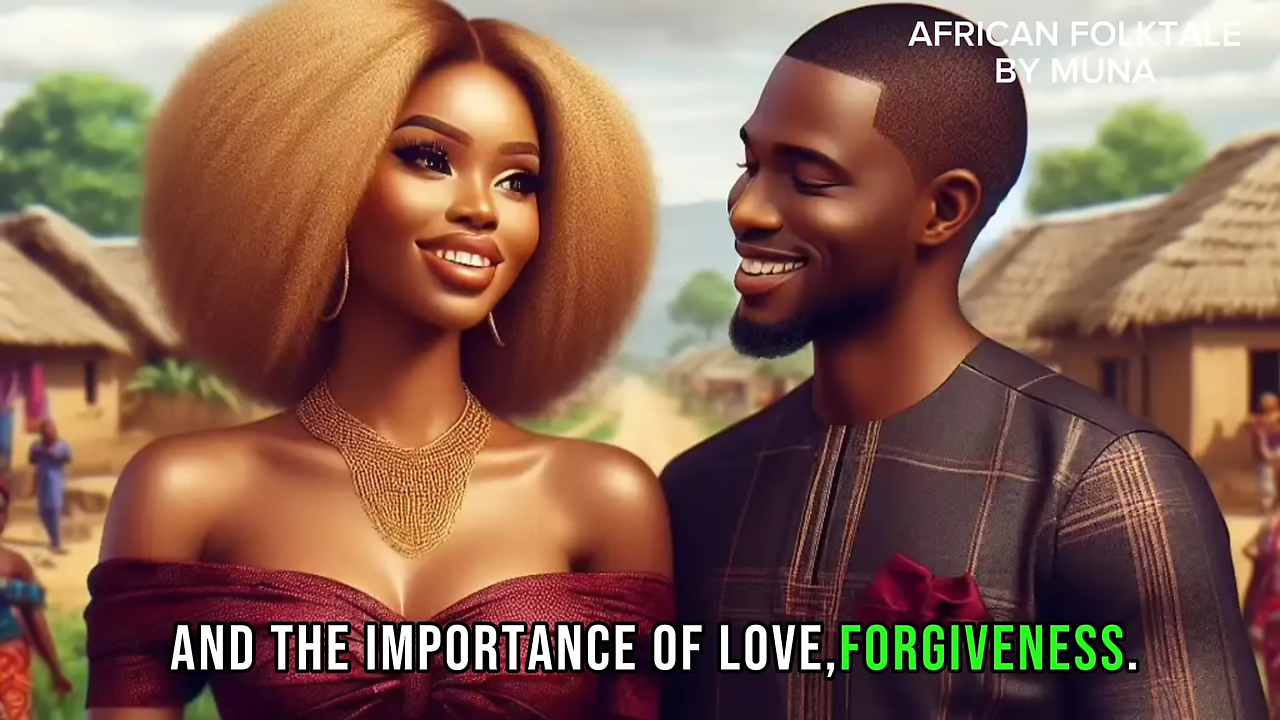 AFRICAN FOLKTALE
BY MUNA
AND THE IMPORTANCE OF LOVE,FORGIVENESS.